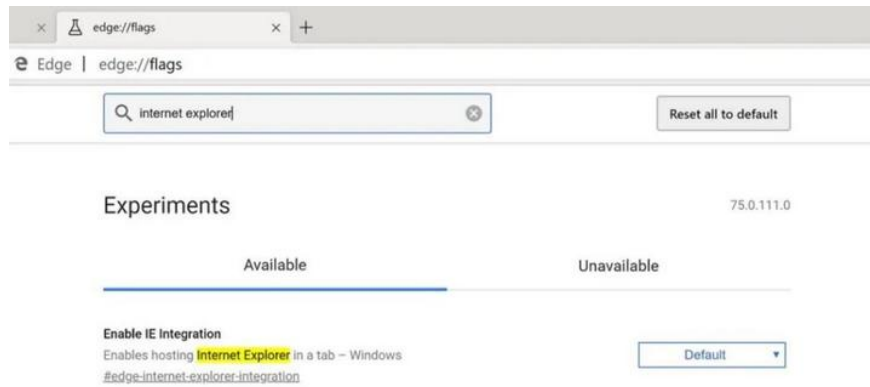 edge://flags
Edge | edge://flags
internet explorer
Reset all to default
Experiments
75.0.111.0
Available
Unavailable
Enable IE Integration
Enables hosting Internet Explorer in a tab – Windows
#edge-internet-explorer-integration
Default